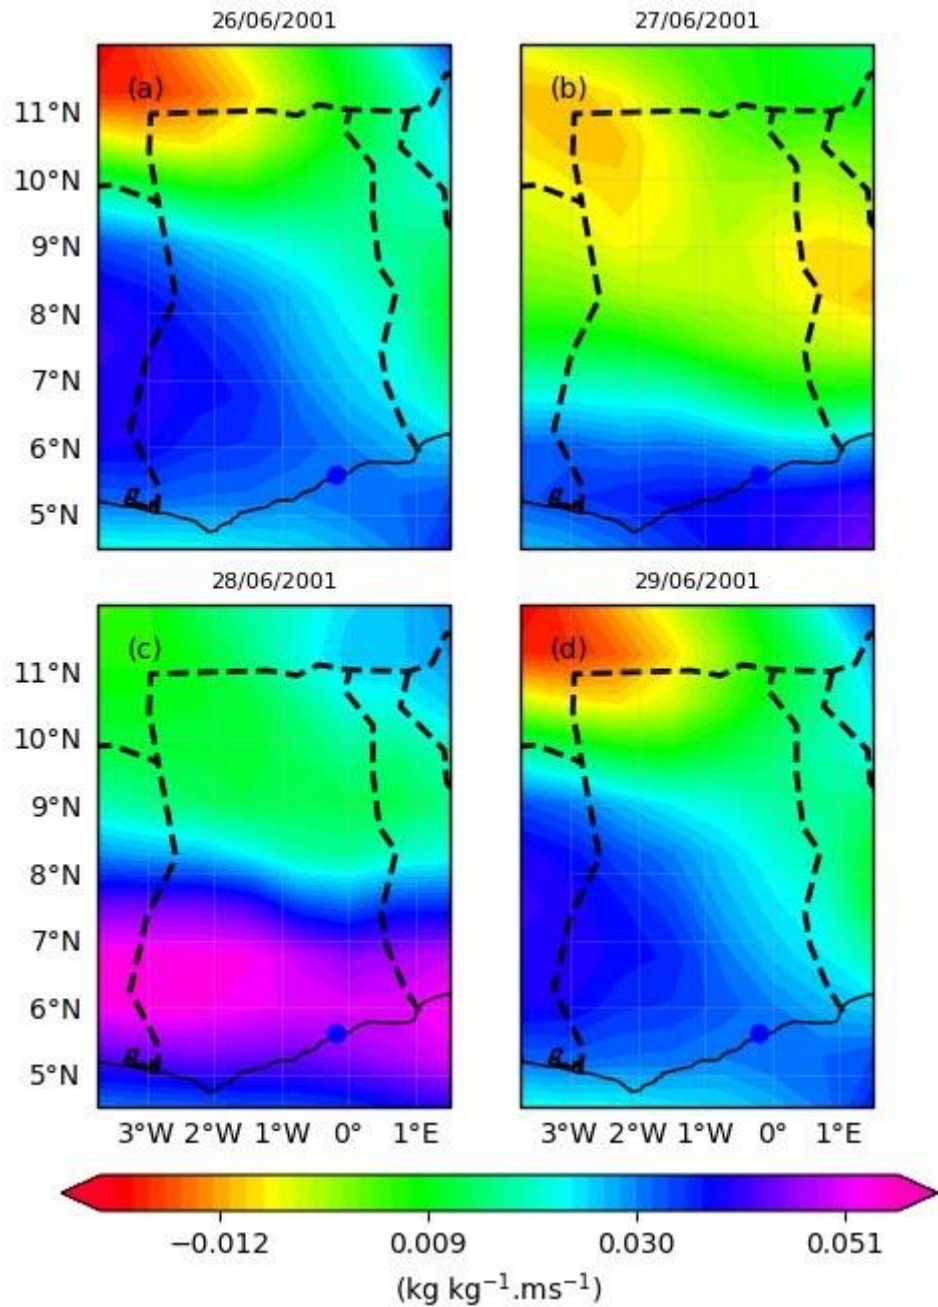 26/06/2001 27/06/2001
(a) (b)
11°N
10°N
9°N
8°N
7°N
6°N
5°N
28/06/2001 29/06/2001
(c) (d)
11°N
10°N
9°N
8°N
7°N
6°N
5°N
3°W 2°W 1°W 0° 1°E 3°W 2°W 1°W 0° 1°E
−0.012 0.009 0.030 0.051
(kg kg⁻¹.ms⁻¹)